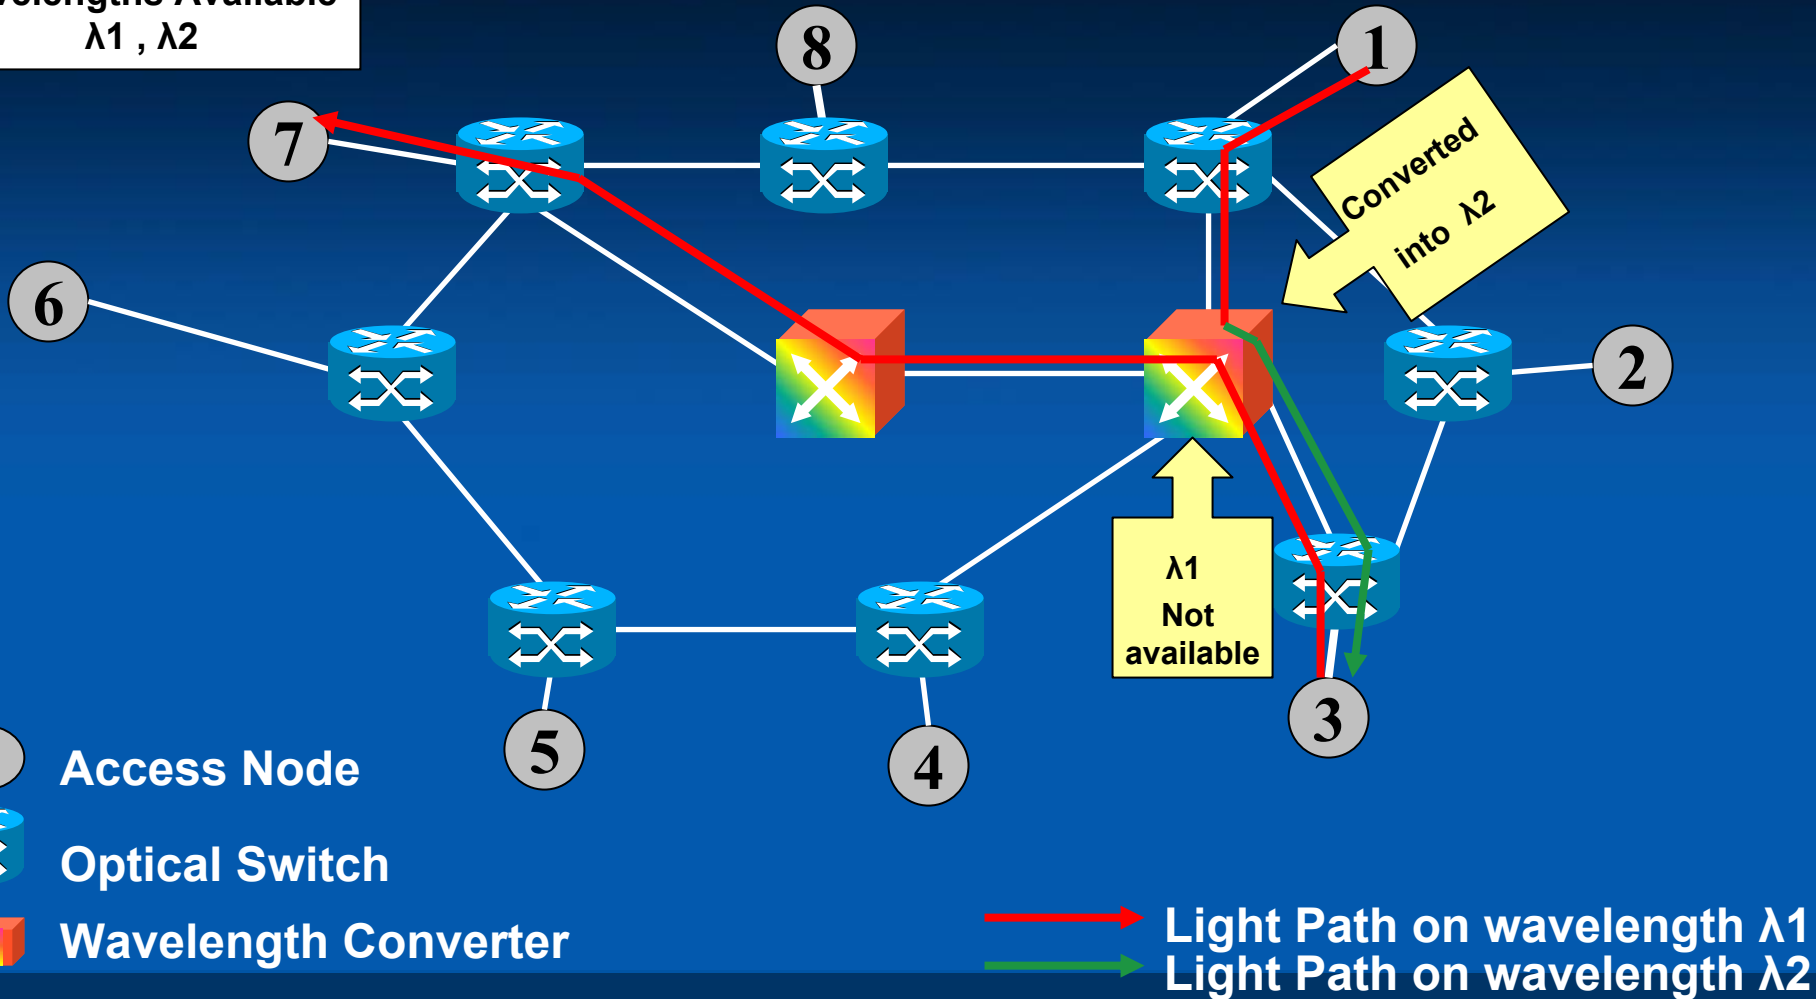 λ1 , λ2
8
1
7
Converted
into λ2
6
2
λ1
Not
available
3
5
4
Access Node
Optical Switch
Wavelength Converter
Light Path on wavelength λ1
Light Path on wavelength λ2